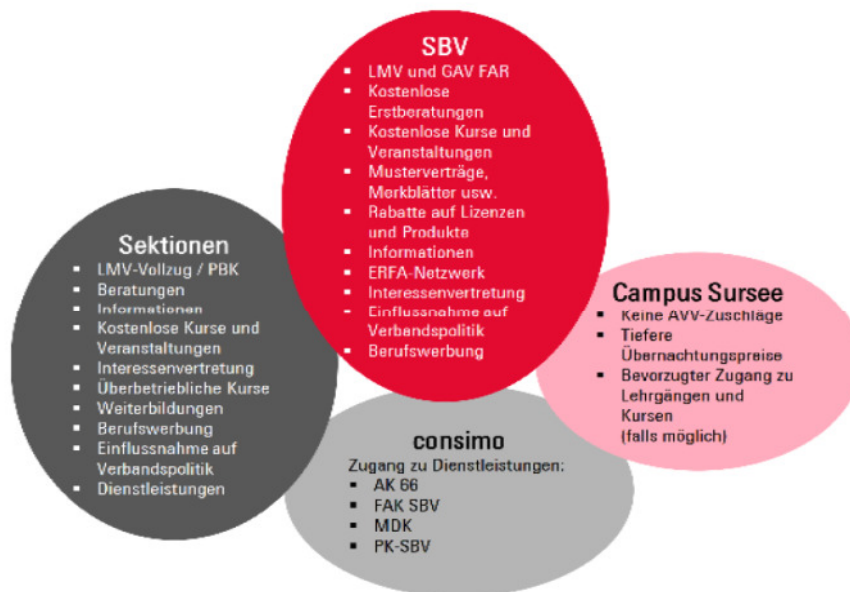 SBV
▪ LMV und GAV FAR
▪ Kostenlose
Erstberatungen
▪ Kostenlose Kurse und
Veranstaltungen
▪ Musterverträge,
Merkblätter usw.
▪ Rabatte auf Lizenzen
und Produkte
▪ Informationen
▪ ERFA-Netzwerk
▪ Interessenvertretung
▪ Einflussnahme auf
Verbandspolitik
▪ Berufswerbung
Sektionen
▪ LMV-Vollzug / PBK
▪ Beratungen
▪ Informationen
▪ Kostenlose Kurse und
Veranstaltungen
▪ Interessenvertretung
▪ Überbetriebliche Kurse
▪ Weiterbildungen
▪ Berufswerbung
▪ Einflussnahme auf
Verbandspolitik
▪ Dienstleistungen
Campus Sursee
▪ Keine AVV-Zuschläge
▪ Tiefere
Übernachtungspreise
▪ Bevorzugter Zugang zu
Lehrgängen und
Kursen
(falls möglich)
consimo
Zugang zu Dienstleistungen:
▪ AK 66
▪ FAK SBV
▪ MDK
▪ PK-SBV